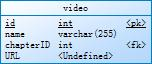 video
id int <pk>
name varchar(255)
chapterID int <fk>
URL <Undefined>